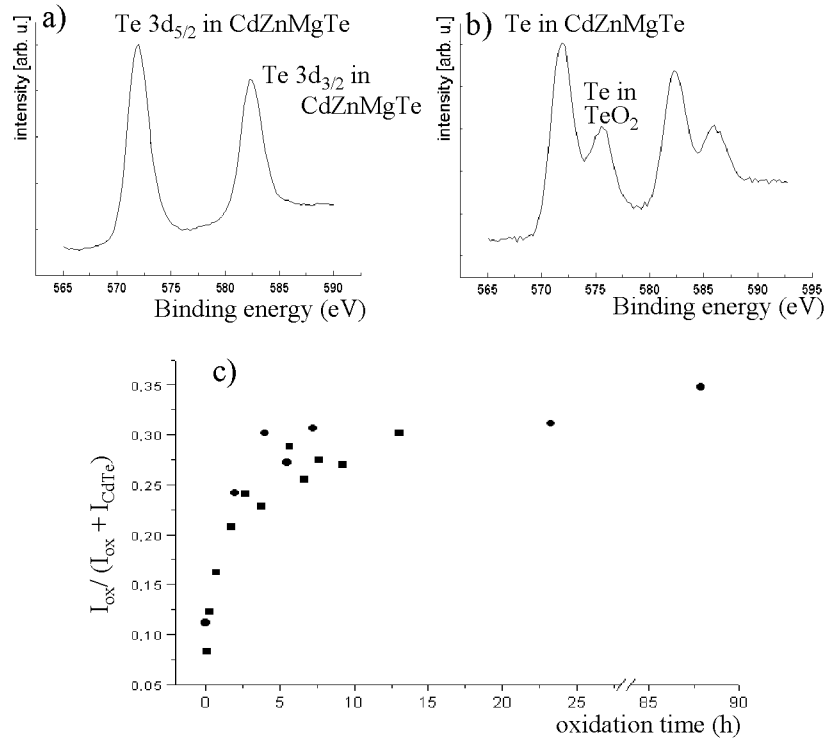 a)
Te 3d5/2 in CdZnMgTe
Te 3d3/2 in
CdZnMgTe
intensity [arb. u.]
565 570 575 580 585 590
Binding energy (eV)
b)
Te in CdZnMgTe
Te in
TeO2
intensity [arb. u.]
565 570 575 580 585 590 595
Binding energy (eV)
c)
Iox/ (Iox + ICdTe)
0,35
0,30
0,25
0,20
0,15
0,10
0,05
0 5 10 15 20 25 85 90
oxidation time (h)